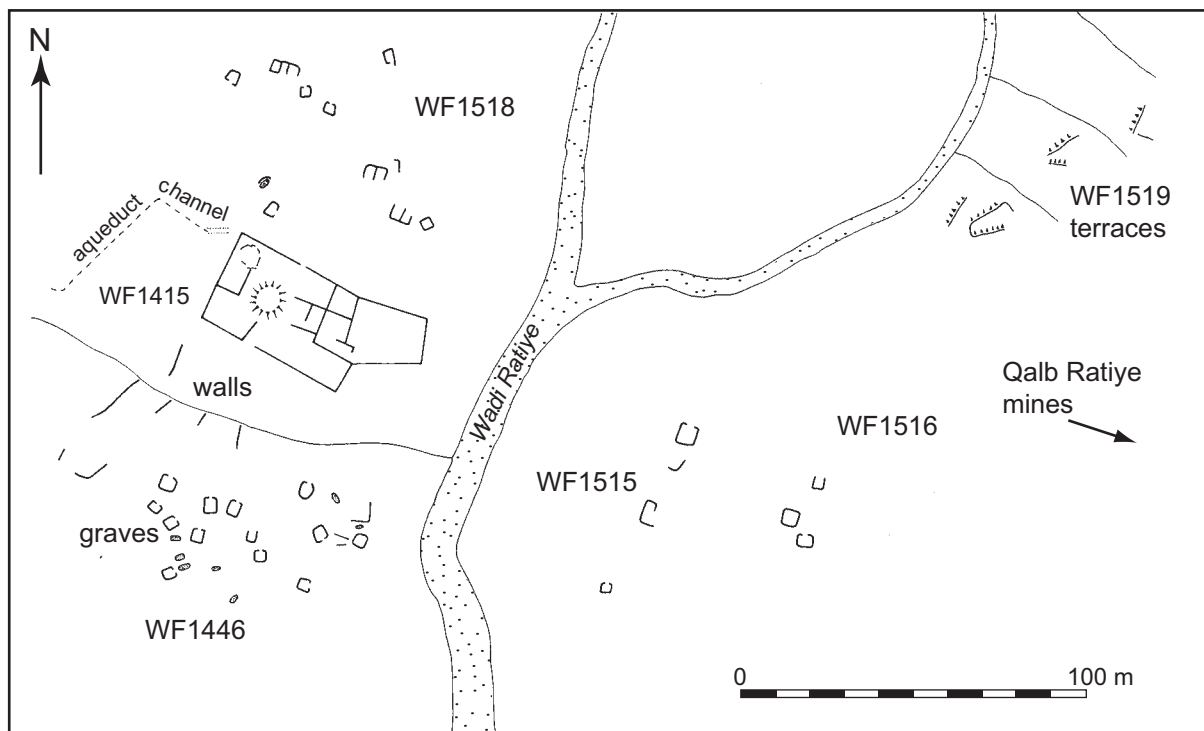 N
WF1518
aqueduct channel
WF1415
WF1519
terraces
walls
Wadi Ratiye
Qalb Ratiye
mines
WF1516
WF1515
graves
WF1446
0 100 m